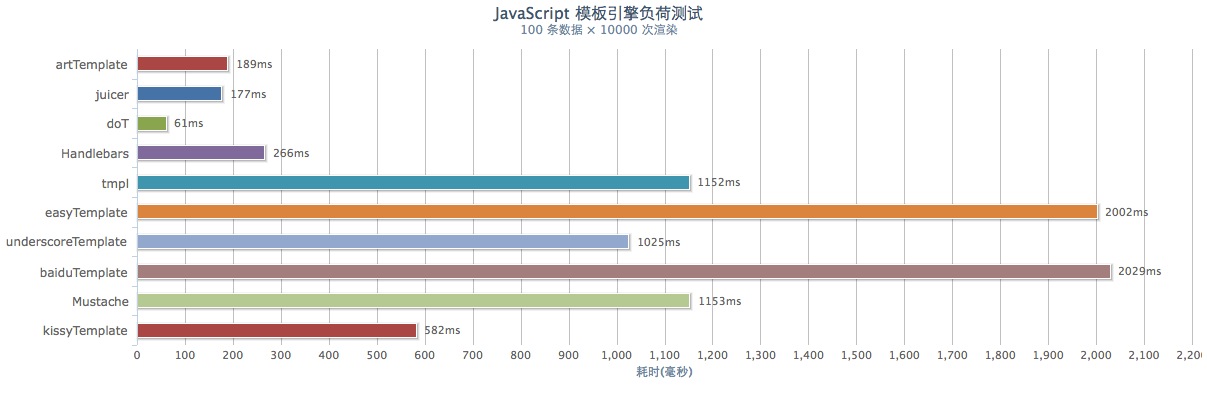 JavaScript 模板引擎负荷测试
100 条数据 × 10000 次渲染
artTemplate 189ms
juicer 177ms
doT 61ms
Handlebars 266ms
tmpl 1152ms
easyTemplate 2002ms
underscoreTemplate 1025ms
baiduTemplate 2029ms
Mustache 1153ms
kissyTemplate 582ms
0 100 200 300 400 500 600 700 800 900 1,000 1,100 1,200 1,300 1,400 1,500 1,600 1,700 1,800 1,900 2,000 2,100
耗时(毫秒)